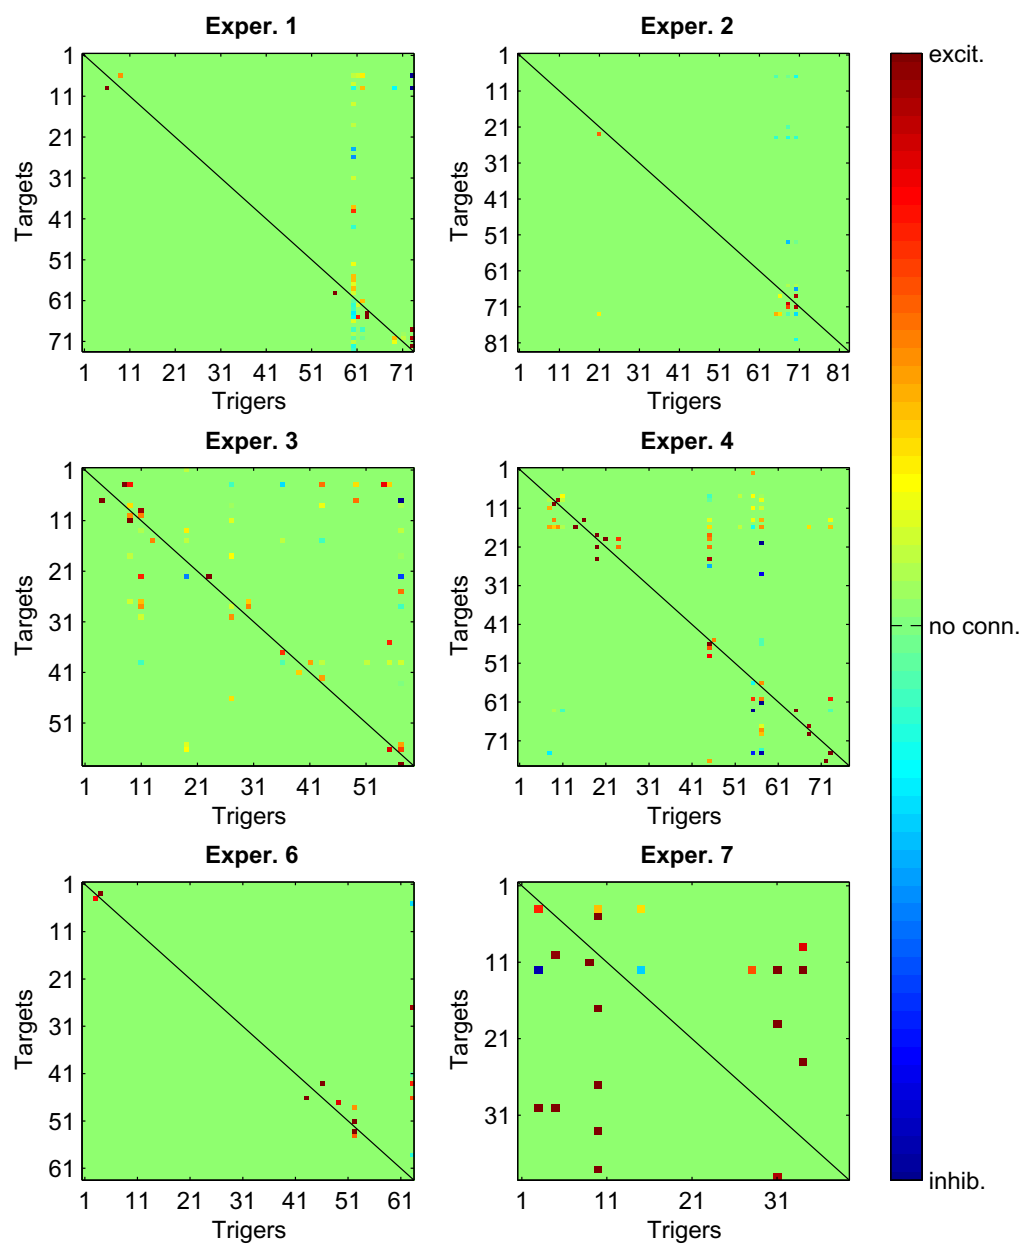 Exper. 1
Exper. 2
1
11
21
31
41
51
61
71
Targets
1 11 21 31 41 51 61 71
Trigers
1
11
21
31
41
51
61
71
81
Targets
1 11 21 31 41 51 61 71 81
Trigers
excit.
no conn.
inhib.
Exper. 3
Exper. 4
1
11
21
31
41
51
Targets
1 11 21 31 41 51
Trigers
1
11
21
31
41
51
61
71
Targets
1 11 21 31 41 51 61 71
Trigers
Exper. 6
Exper. 7
1
11
21
31
41
51
61
Targets
1 11 21 31 41 51 61
Trigers
1
11
21
31
Targets
1 11 21 31
Trigers